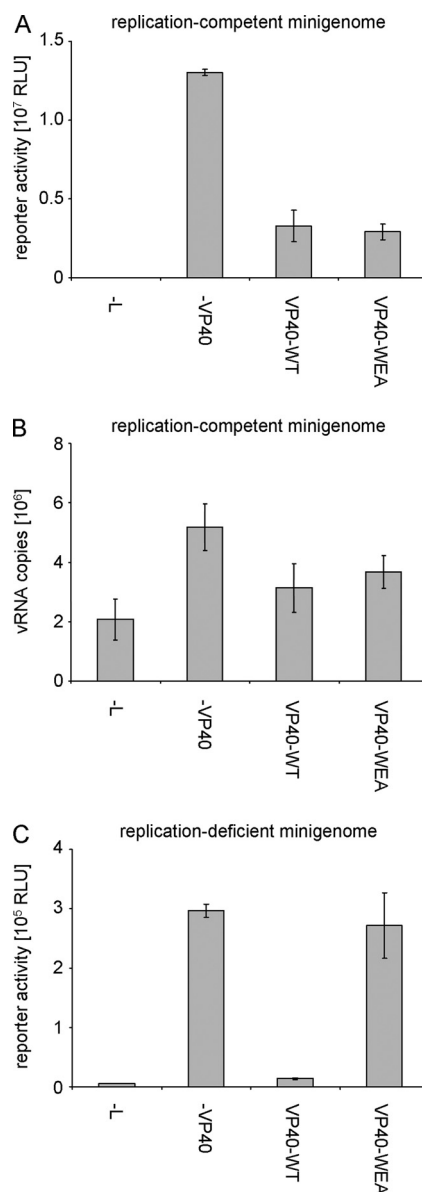 A replication-competent minigenome
reporter activity [10⁷ RLU]
1.5
1
0.5
0
-L
-VP40
VP40-WT
VP40-WEA
B replication-competent minigenome
vRNA copies [10⁶]
8
6
4
2
0
-L
-VP40
VP40-WT
VP40-WEA
C replication-deficient minigenome
reporter activity [10⁵ RLU]
4
3
2
1
0
-L
-VP40
VP40-WT
VP40-WEA